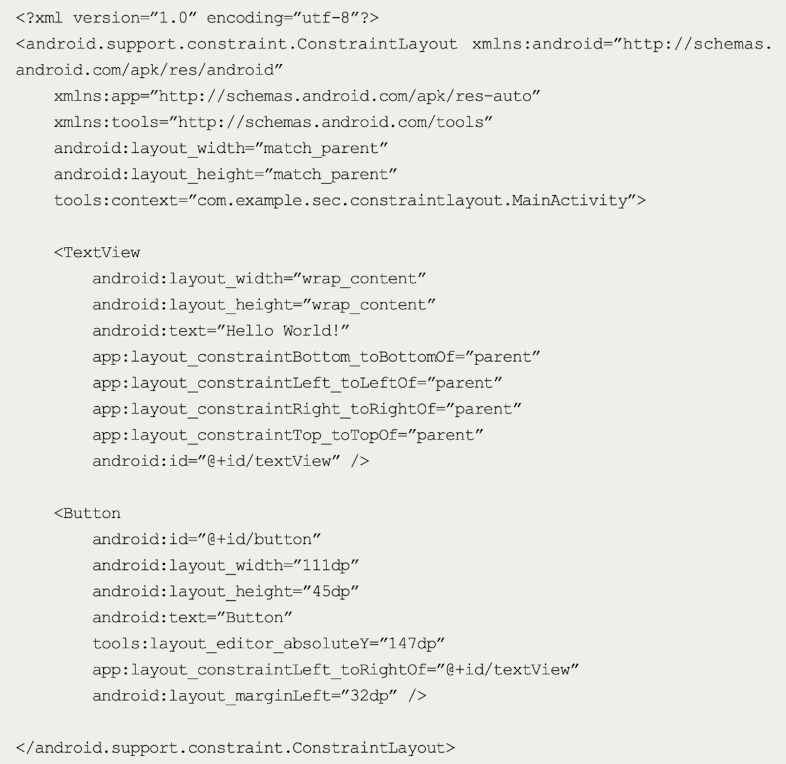 <?xml version=”1.0” encoding=”utf-8”?>
<android.support.constraint.ConstraintLayout xmlns:android=”http://schemas.
android.com/apk/res/android”
    xmlns:app=”http://schemas.android.com/apk/res-auto”
    xmlns:tools=”http://schemas.android.com/tools”
    android:layout_width=”match_parent”
    android:layout_height=”match_parent”
    tools:context=”com.example.sec.constraintlayout.MainActivity”>

    <TextView
        android:layout_width=”wrap_content”
        android:layout_height=”wrap_content”
        android:text=”Hello World!”
        app:layout_constraintBottom_toBottomOf=”parent”
        app:layout_constraintLeft_toLeftOf=”parent”
        app:layout_constraintRight_toRightOf=”parent”
        app:layout_constraintTop_toTopOf=”parent”
        android:id=”@+id/textView” />

    <Button
        android:id=”@+id/button”
        android:layout_width=”111dp”
        android:layout_height=”45dp”
        android:text=”Button”
        tools:layout_editor_absoluteY=”147dp”
        app:layout_constraintLeft_toRightOf=”@+id/textView”
        android:layout_marginLeft=”32dp” />

</android.support.constraint.ConstraintLayout>